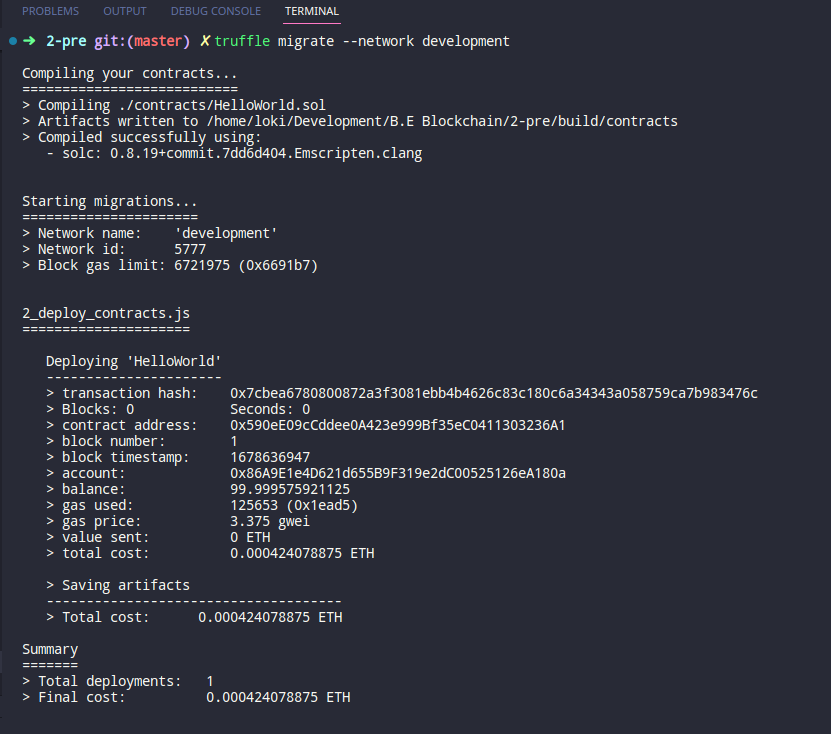 PROBLEMS OUTPUT DEBUG CONSOLE TERMINAL
➜ 2-pre git:(master) ✗ truffle migrate --network development
Compiling your contracts...
===========================
> Compiling ./contracts/HelloWorld.sol
> Artifacts written to /home/loki/Development/B.E Blockchain/2-pre/build/contracts
> Compiled successfully using:
   - solc: 0.8.19+commit.7dd6d404.Emscripten.clang
Starting migrations...
======================
> Network name:    'development'
> Network id:      5777
> Block gas limit: 6721975 (0x6691b7)
2_deploy_contracts.js
=====================
   Deploying 'HelloWorld'
   ----------------------
   > transaction hash:    0x7cbea6780800872a3f3081ebb4b4626c83c180c6a34343a058759ca7b983476c
   > Blocks: 0            Seconds: 0
   > contract address:    0x590eE09cCddee0A423e999Bf35eC0411303236A1
   > block number:        1
   > block timestamp:     1678636947
   > account:             0x86A9E1e4D621d655B9F319e2dC00525126eA180a
   > balance:             99.999575921125
   > gas used:            125653 (0x1ead5)
   > gas price:           3.375 gwei
   > value sent:          0 ETH
   > total cost:          0.000424078875 ETH
   > Saving artifacts
   -------------------------------------
   > Total cost:      0.000424078875 ETH
Summary
=======
> Total deployments:   1
> Final cost:          0.000424078875 ETH